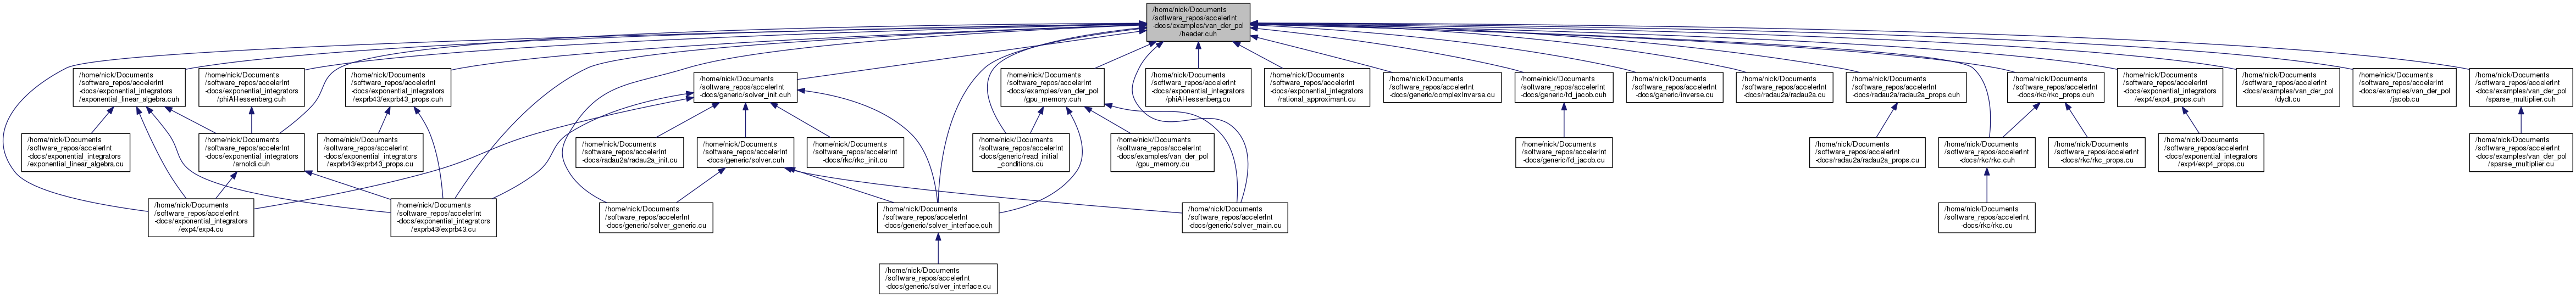 /home/nick/Documents
/software_repos/accelerInt
-docs/examples/van_der_pol
/header.cuh
/home/nick/Documents
/software_repos/accelerInt
-docs/exponential_integrators
/exponential_linear_algebra.cuh
/home/nick/Documents
/software_repos/accelerInt
-docs/exponential_integrators
/phiAHessenberg.cuh
/home/nick/Documents
/software_repos/accelerInt
-docs/exponential_integrators
/exprb43/exprb43_props.cuh
/home/nick/Documents
/software_repos/accelerInt
-docs/generic/solver_init.cuh
/home/nick/Documents
/software_repos/accelerInt
-docs/examples/van_der_pol
/gpu_memory.cuh
/home/nick/Documents
/software_repos/accelerInt
-docs/exponential_integrators
/phiAHessenberg.cu
/home/nick/Documents
/software_repos/accelerInt
-docs/exponential_integrators
/rational_approximant.cu
/home/nick/Documents
/software_repos/accelerInt
-docs/generic/complexInverse.cu
/home/nick/Documents
/software_repos/accelerInt
-docs/generic/fd_jacob.cuh
/home/nick/Documents
/software_repos/accelerInt
-docs/generic/inverse.cu
/home/nick/Documents
/software_repos/accelerInt
-docs/radau2a/radau2a.cu
/home/nick/Documents
/software_repos/accelerInt
-docs/radau2a/radau2a_props.cuh
/home/nick/Documents
/software_repos/accelerInt
-docs/rkc/rkc_props.cuh
/home/nick/Documents
/software_repos/accelerInt
-docs/exponential_integrators
/exp4/exp4_props.cuh
/home/nick/Documents
/software_repos/accelerInt
-docs/examples/van_der_pol
/dydt.cu
/home/nick/Documents
/software_repos/accelerInt
-docs/examples/van_der_pol
/jacob.cu
/home/nick/Documents
/software_repos/accelerInt
-docs/examples/van_der_pol
/sparse_multiplier.cuh
/home/nick/Documents
/software_repos/accelerInt
-docs/exponential_integrators
/exponential_linear_algebra.cu
/home/nick/Documents
/software_repos/accelerInt
-docs/exponential_integrators
/arnoldi.cuh
/home/nick/Documents
/software_repos/accelerInt
-docs/exponential_integrators
/exprb43/exprb43_props.cu
/home/nick/Documents
/software_repos/accelerInt
-docs/radau2a/radau2a_init.cu
/home/nick/Documents
/software_repos/accelerInt
-docs/generic/solver.cuh
/home/nick/Documents
/software_repos/accelerInt
-docs/rkc/rkc_init.cu
/home/nick/Documents
/software_repos/accelerInt
-docs/generic/read_initial
_conditions.cu
/home/nick/Documents
/software_repos/accelerInt
-docs/examples/van_der_pol
/gpu_memory.cu
/home/nick/Documents
/software_repos/accelerInt
-docs/generic/fd_jacob.cu
/home/nick/Documents
/software_repos/accelerInt
-docs/radau2a/radau2a_props.cu
/home/nick/Documents
/software_repos/accelerInt
-docs/rkc/rkc.cuh
/home/nick/Documents
/software_repos/accelerInt
-docs/rkc/rkc_props.cu
/home/nick/Documents
/software_repos/accelerInt
-docs/exponential_integrators
/exp4/exp4_props.cu
/home/nick/Documents
/software_repos/accelerInt
-docs/examples/van_der_pol
/sparse_multiplier.cu
/home/nick/Documents
/software_repos/accelerInt
-docs/exponential_integrators
/exp4/exp4.cu
/home/nick/Documents
/software_repos/accelerInt
-docs/exponential_integrators
/exprb43/exprb43.cu
/home/nick/Documents
/software_repos/accelerInt
-docs/generic/solver_generic.cu
/home/nick/Documents
/software_repos/accelerInt
-docs/generic/solver_interface.cuh
/home/nick/Documents
/software_repos/accelerInt
-docs/generic/solver_main.cu
/home/nick/Documents
/software_repos/accelerInt
-docs/rkc/rkc.cu
/home/nick/Documents
/software_repos/accelerInt
-docs/generic/solver_interface.cu